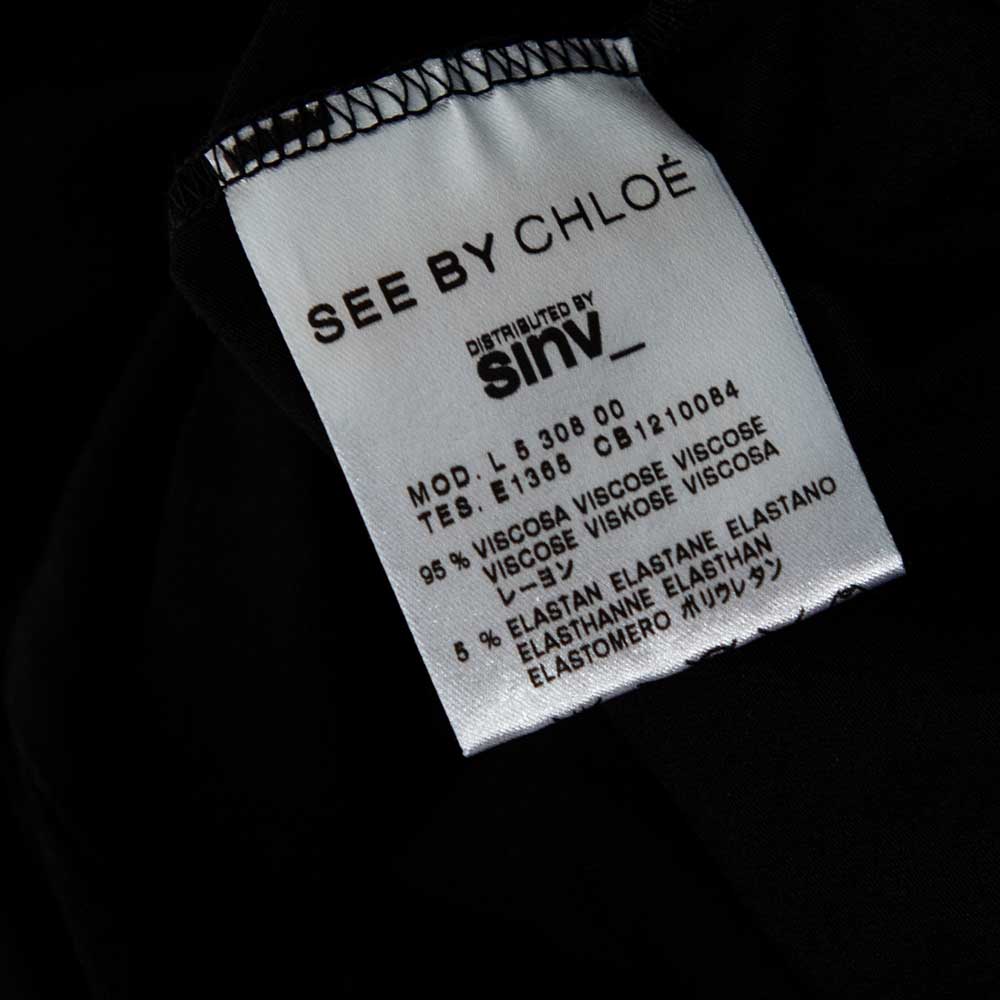 SEE BY CHLOÉ
DISTRIBUTED BY
sinv_
MOD. L 5 308 00
TES. E1365 CB1210084
95 % VISCOSA VISCOSE VISCOSE
VISCOSE VISKOSE VISCOSA
レーヨン
5 % ELASTAN ELASTANE ELASTANO
ELASTHANNE ELASTHAN
ELASTOMERO ポリウレタン